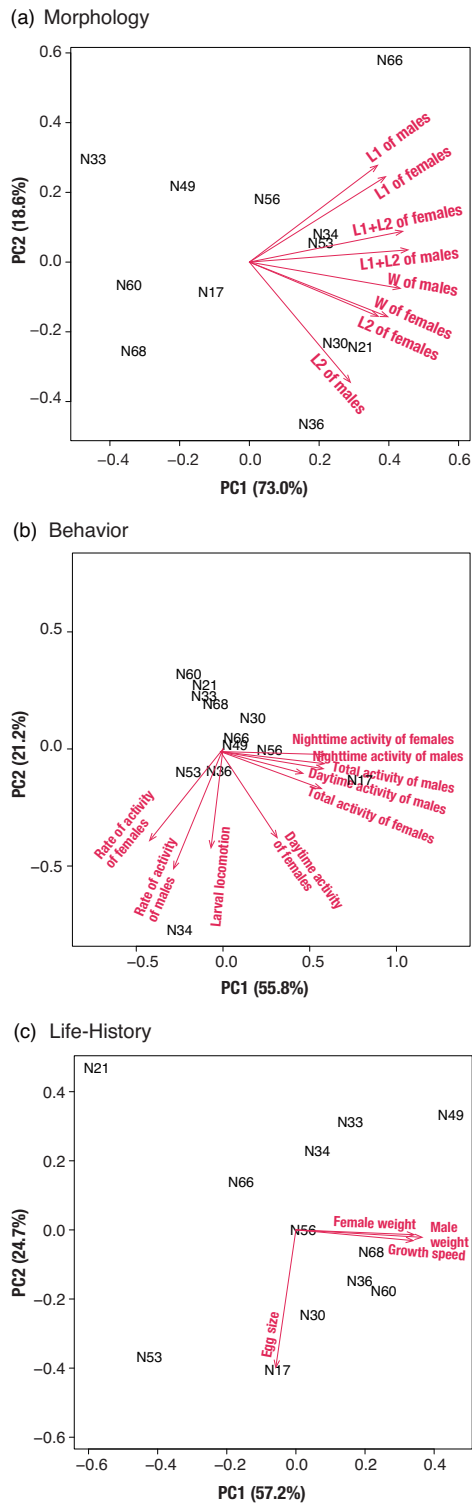 (a) Morphology
0.6
0.4
0.2
0.0
−0.2
−0.4
PC2 (18.6%)
N66
N33
N49
N56
N34
N53
N60
N17
N68
N30
N21
N36
L1 of males
L1 of females
L1+L2 of females
L1+L2 of males
W of males
W of females
L2 of females
L2 of males
−0.4
−0.2
0.0
0.2
0.4
0.6
PC1 (73.0%)
(b) Behavior
0.5
0.0
−0.5
PC2 (21.2%)
N60
N21
N33
N68
N30
N66
N49
N56
N53
N36
N17
N34
Nighttime activity of females
Nighttime activity of males
Total activity of males
Daytime activity of males
Total activity of females
Rate of activity
of females
Rate of activity
of males
Larval locomotion
Daytime activity
of females
−0.5
0.0
0.5
1.0
PC1 (55.8%)
(c) Life-History
0.4
0.2
0.0
−0.2
−0.4
−0.6
PC2 (24.7%)
N21
N49
N33
N34
N66
N56
N68
N36
N60
N30
N53
N17
Female weight
Male
weight
Growth speed
Egg size
−0.6
−0.4
−0.2
0.0
0.2
0.4
PC1 (57.2%)